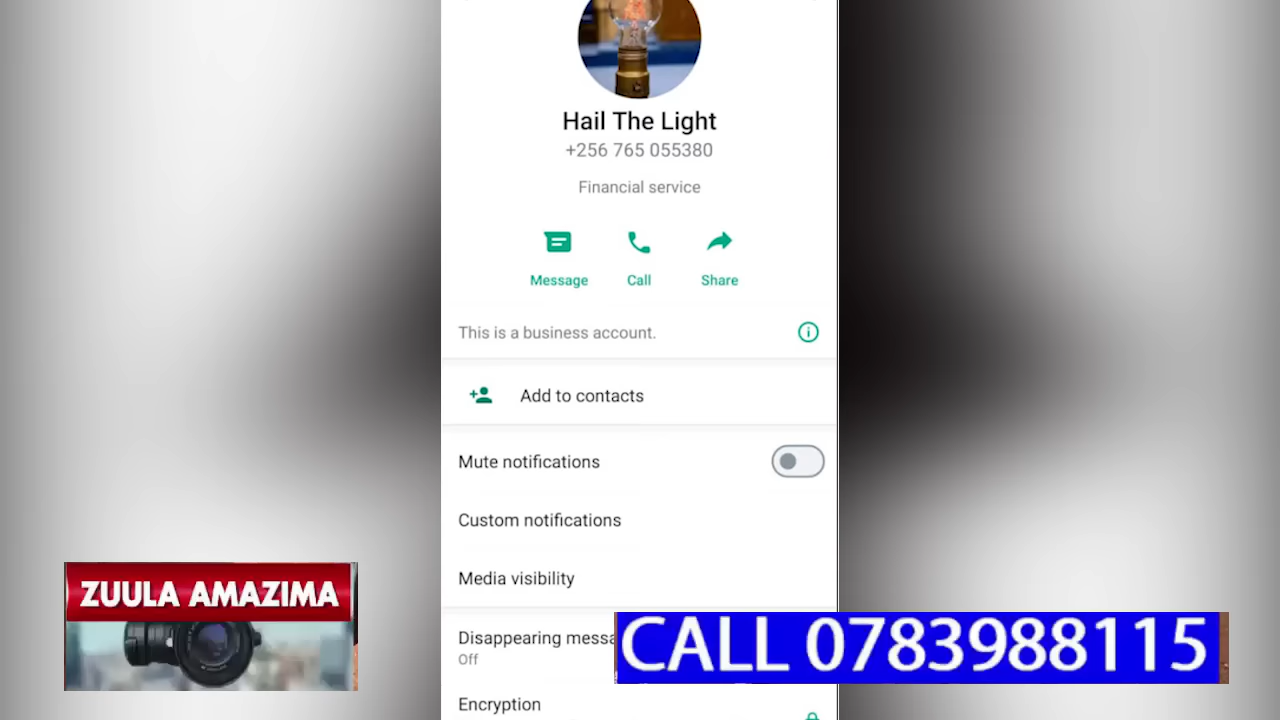 Hail The Light
+256 765 055380
Financial service
Message
Call
Share
This is a business account.
Add to contacts
Mute notifications
Custom notifications
Media visibility
ZUULA AMAZIMA
Disappearing messa
Off
CALL 0783988115
Encryption